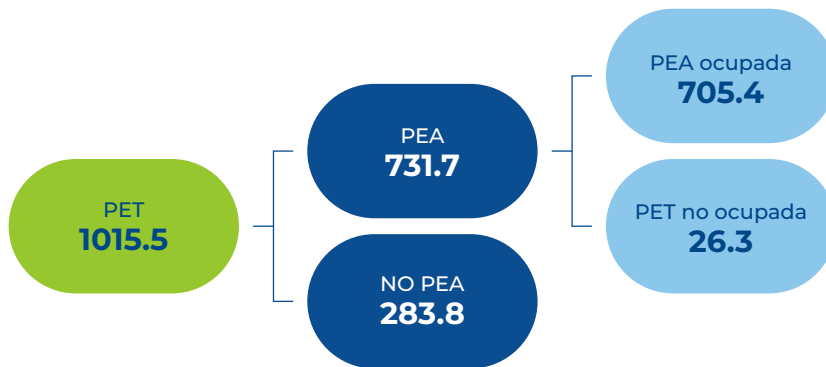 PET
1015.5
PEA
731.7
NO PEA
283.8
PEA ocupada
705.4
PET no ocupada
26.3